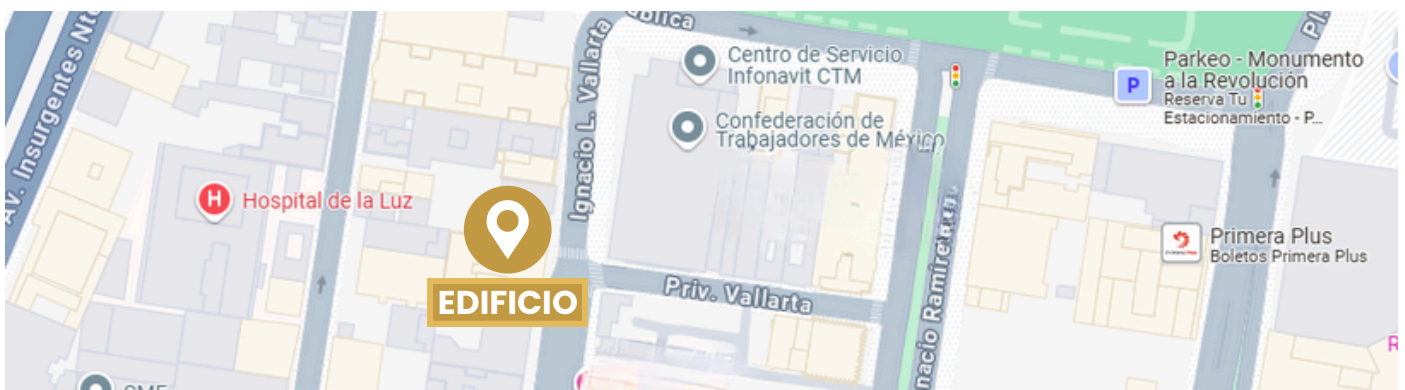 Av. Insurgentes Nte
Hospital de la Luz
EDIFICIO
Ignacio L. Vallarta
Centro de Servicio
Infonavit CTM
Confederación de
Trabajadores de México
Priv. Vallarta
Parkeo - Monumento
a la Revolución
Reserva Tu
Estacionamiento - P...
P
H
Primera Plus
Boletos Primera Plus